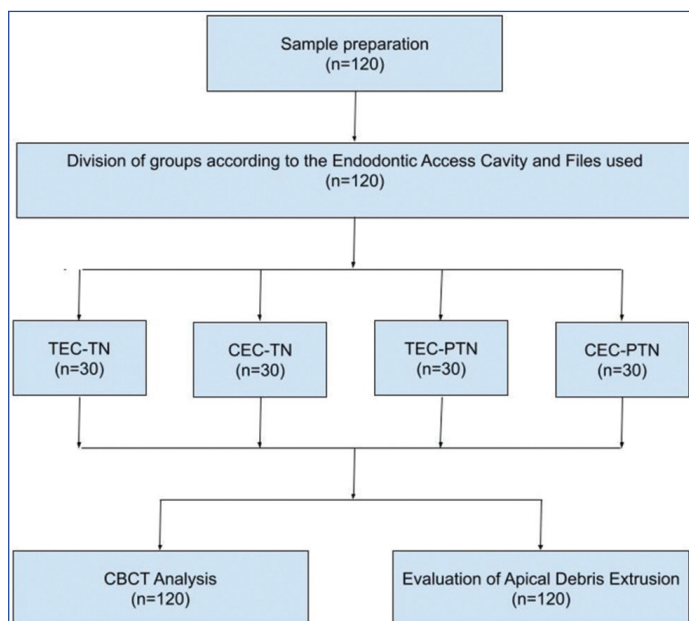 Sample preparation
(n=120)
Division of groups according to the Endodontic Access Cavity and Files used
(n=120)
TEC-TN
(n=30)
CEC-TN
(n=30)
TEC-PTN
(n=30)
CEC-PTN
(n=30)
CBCT Analysis
(n=120)
Evaluation of Apical Debris Extrusion
(n=120)